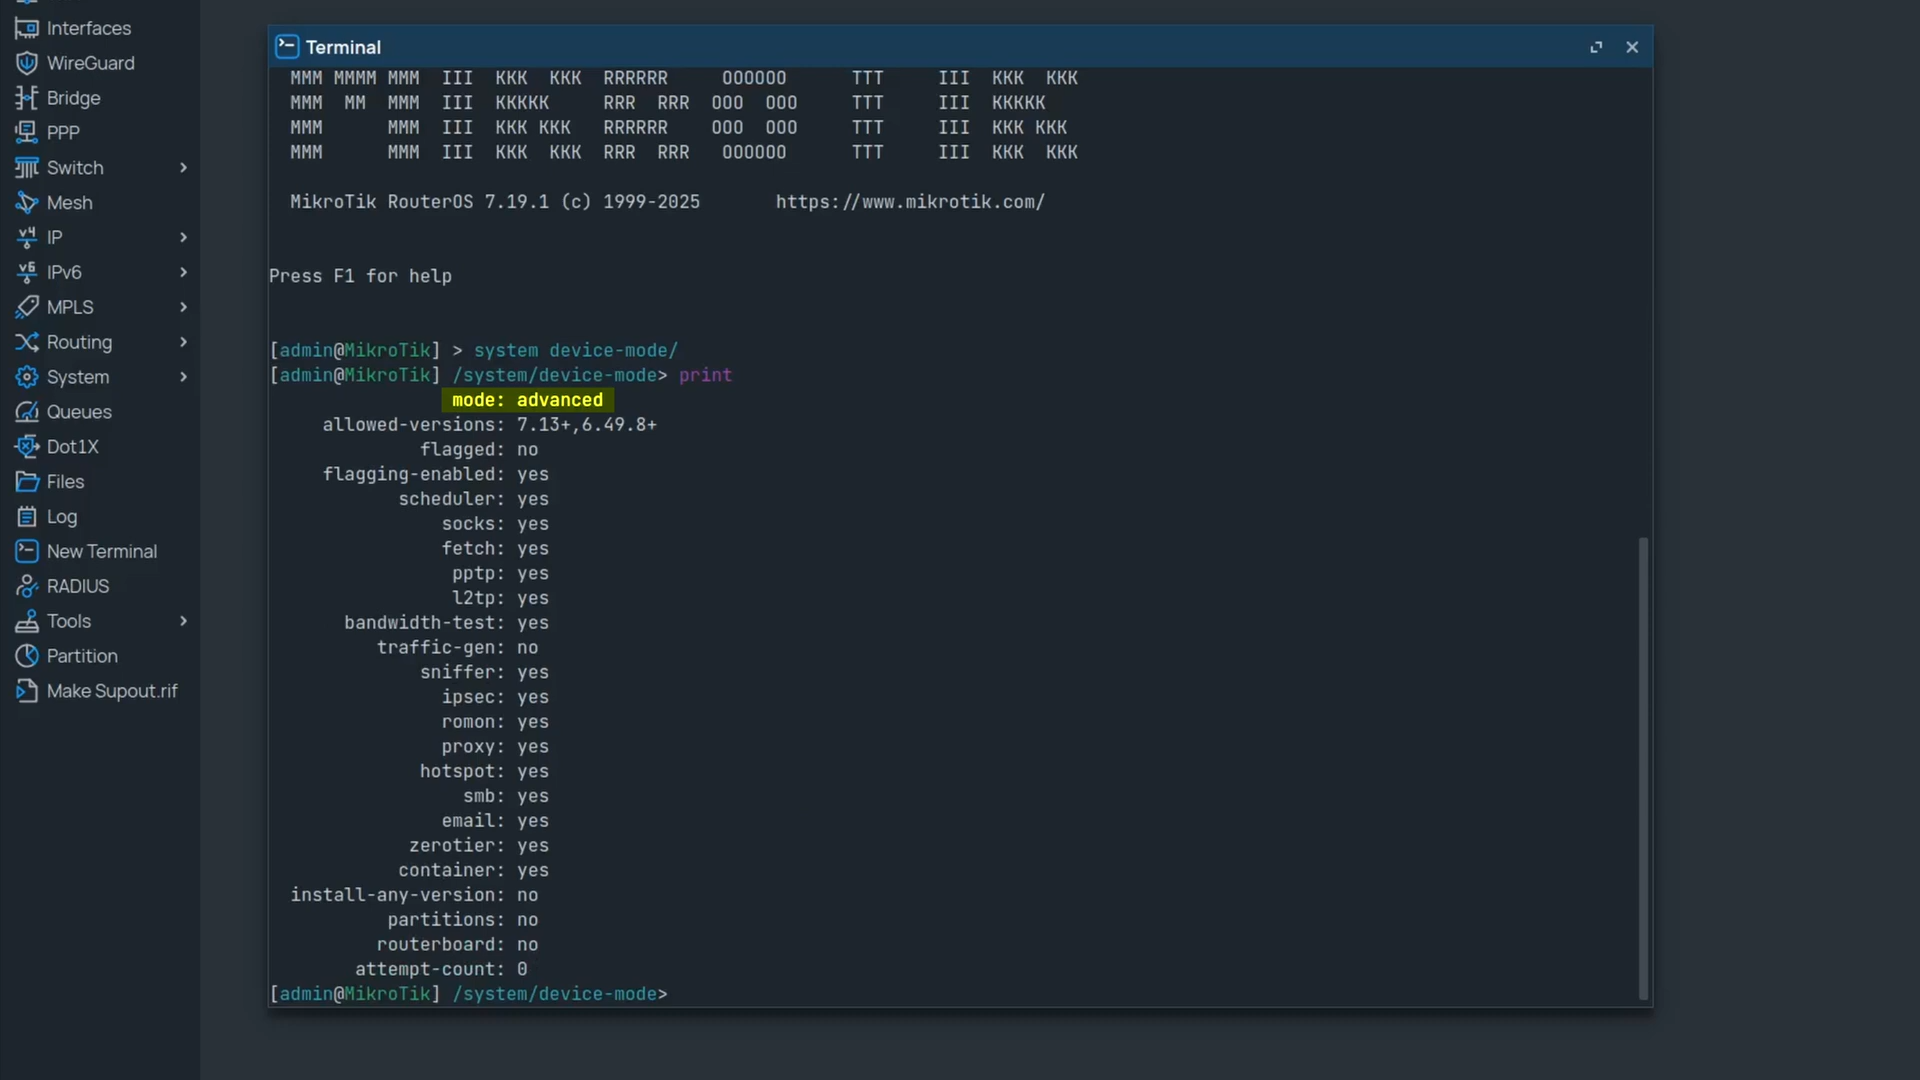 Interfaces
WireGuard
Bridge
PPP
Switch
Mesh
IP
IPv6
MPLS
Routing
System
Queues
Dot1X
Files
Log
New Terminal
RADIUS
Tools
Partition
Make Supout.rif
Terminal
MMM MMMM MMM  III  KKK  KKK  RRRRRR     OOOOOO      TTT     III  KKK  KKK
MMM  MM  MMM  III  KKKKK     RRR  RRR  OOO  OOO     TTT     III  KKKKK
MMM      MMM  III  KKK KKK   RRRRRR    OOO  OOO     TTT     III  KKK KKK
MMM      MMM  III  KKK  KKK  RRR  RRR   OOOOOO      TTT     III  KKK  KKK
MikroTik RouterOS 7.19.1 (c) 1999-2025       https://www.mikrotik.com/
Press F1 for help
[admin@MikroTik] > system device-mode/
[admin@MikroTik] /system/device-mode> print
mode: advanced
allowed-versions: 7.13+,6.49.8+
flagged: no
flagging-enabled: yes
scheduler: yes
socks: yes
fetch: yes
pptp: yes
l2tp: yes
bandwidth-test: yes
traffic-gen: no
sniffer: yes
ipsec: yes
romon: yes
proxy: yes
hotspot: yes
smb: yes
email: yes
zerotier: yes
container: yes
install-any-version: no
partitions: no
routerboard: no
attempt-count: 0
[admin@MikroTik] /system/device-mode>